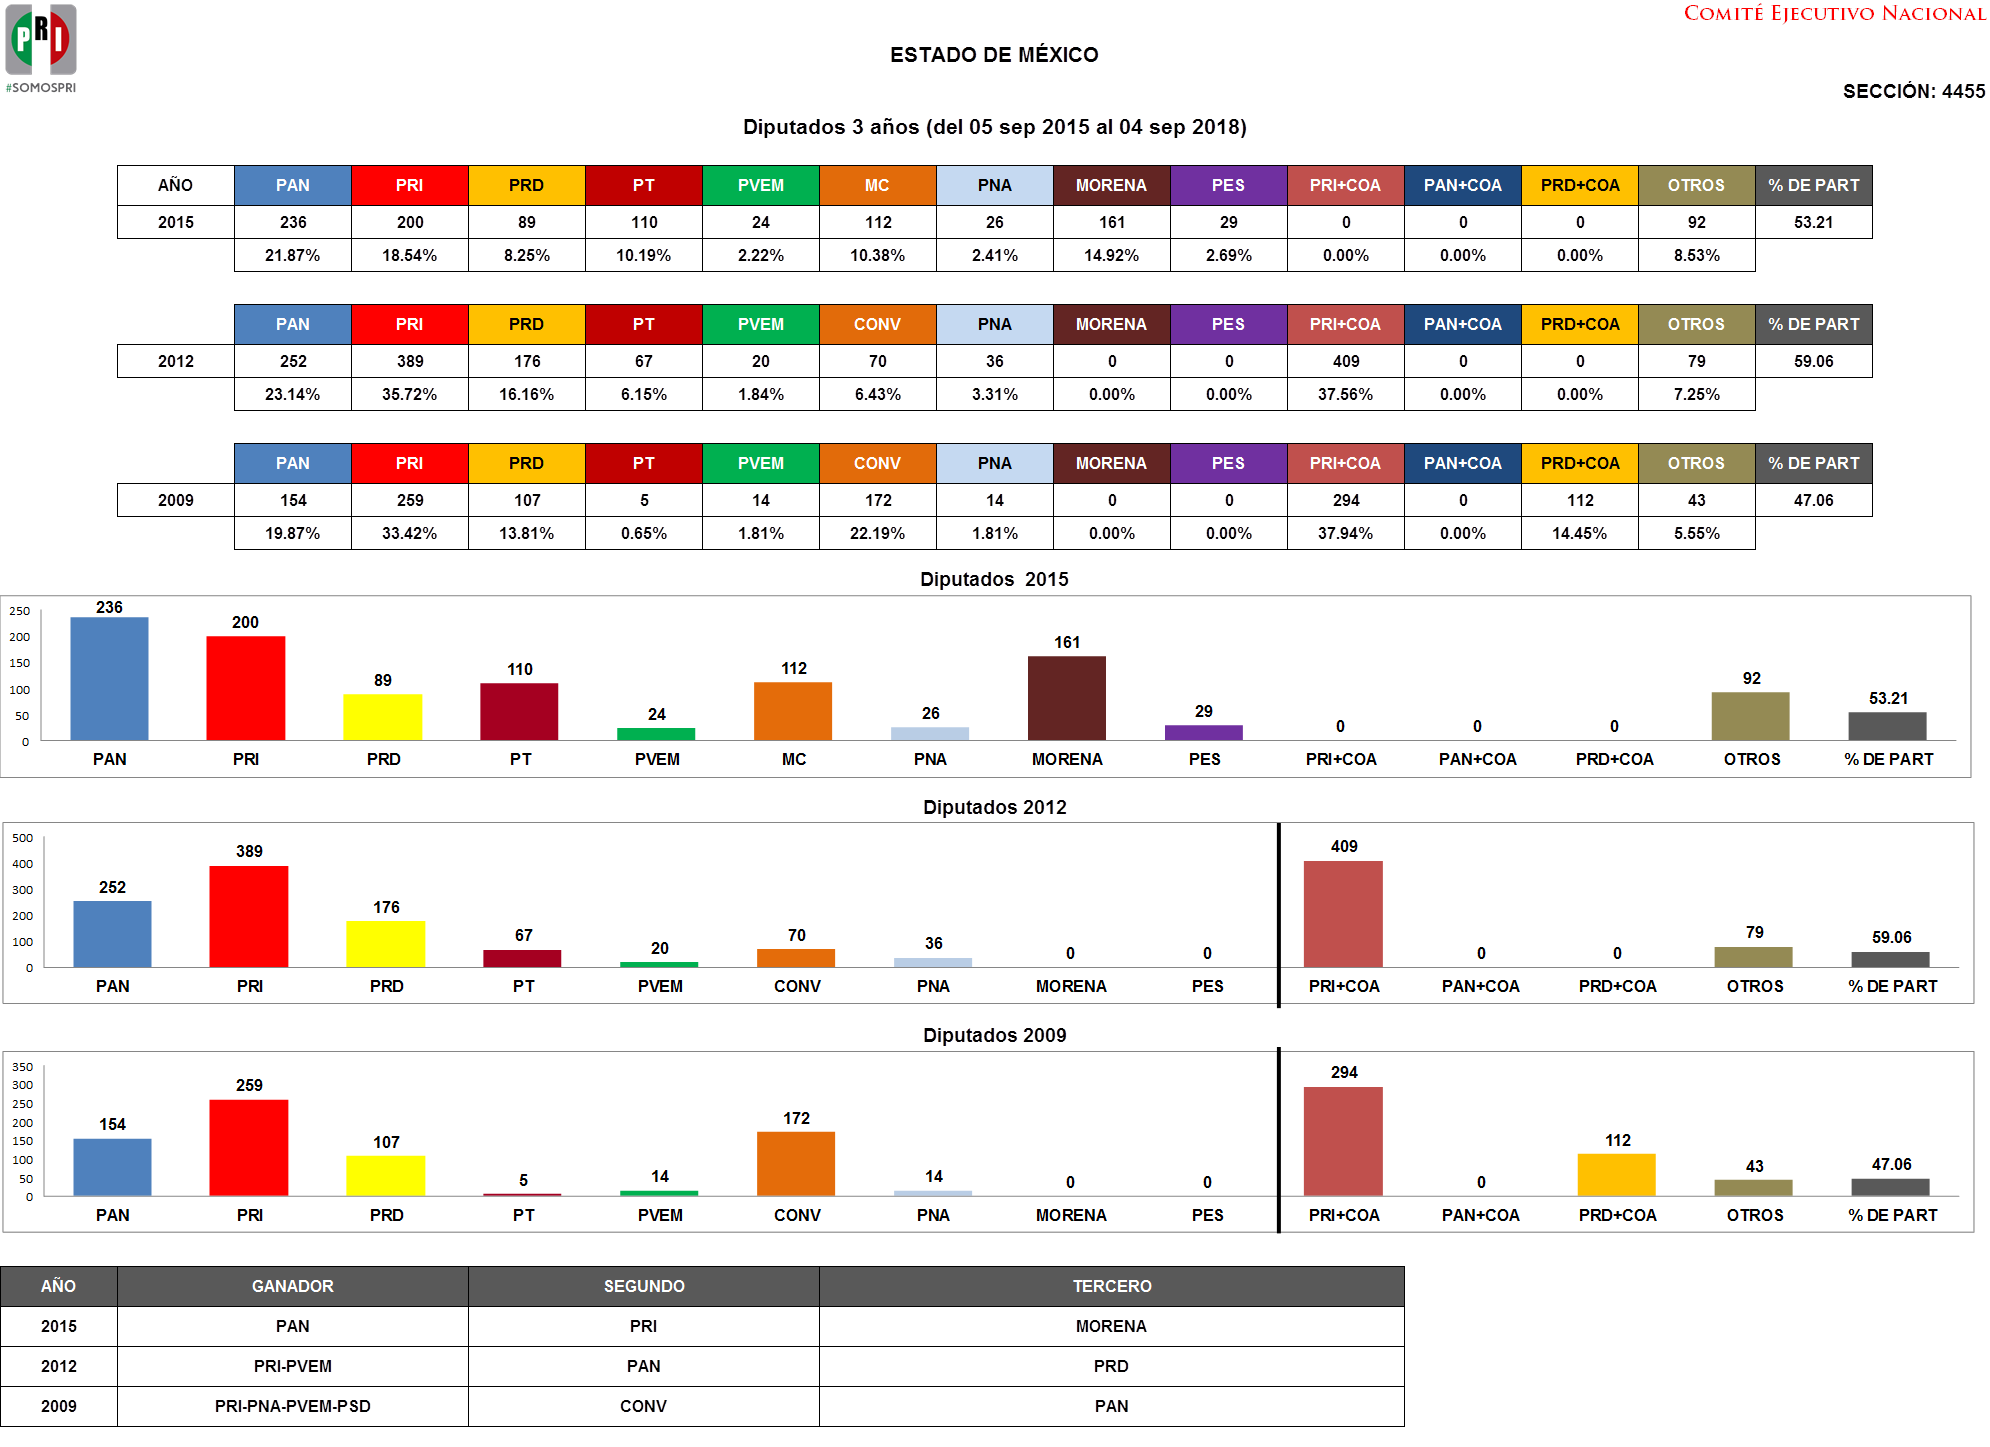 PRI
#SOMOSPRI
COMITÉ EJECUTIVO NACIONAL
ESTADO DE MÉXICO
SECCIÓN: 4455
Diputados 3 años (del 05 sep 2015 al 04 sep 2018)
AÑO PAN PRI PRD PT PVEM MC PNA MORENA PES PRI+COA PAN+COA PRD+COA OTROS % DE PART
2015 236 200 89 110 24 112 26 161 29 0 0 0 92 53.21
21.87% 18.54% 8.25% 10.19% 2.22% 10.38% 2.41% 14.92% 2.69% 0.00% 0.00% 0.00% 8.53%
PAN PRI PRD PT PVEM CONV PNA MORENA PES PRI+COA PAN+COA PRD+COA OTROS % DE PART
2012 252 389 176 67 20 70 36 0 0 409 0 0 79 59.06
23.14% 35.72% 16.16% 6.15% 1.84% 6.43% 3.31% 0.00% 0.00% 37.56% 0.00% 0.00% 7.25%
PAN PRI PRD PT PVEM CONV PNA MORENA PES PRI+COA PAN+COA PRD+COA OTROS % DE PART
2009 154 259 107 5 14 172 14 0 0 294 0 112 43 47.06
19.87% 33.42% 13.81% 0.65% 1.81% 22.19% 1.81% 0.00% 0.00% 37.94% 0.00% 14.45% 5.55%
Diputados 2015
250
200
150
100
50
0
236 200 89 110 24 112 26 161 29 0 0 0 92 53.21
PAN PRI PRD PT PVEM MC PNA MORENA PES PRI+COA PAN+COA PRD+COA OTROS % DE PART
Diputados 2012
500
400
300
200
100
0
252 389 176 67 20 70 36 0 0 409 0 0 79 59.06
PAN PRI PRD PT PVEM CONV PNA MORENA PES PRI+COA PAN+COA PRD+COA OTROS % DE PART
Diputados 2009
350
300
250
200
150
100
50
0
154 259 107 5 14 172 14 0 0 294 0 112 43 47.06
PAN PRI PRD PT PVEM CONV PNA MORENA PES PRI+COA PAN+COA PRD+COA OTROS % DE PART
AÑO GANADOR SEGUNDO TERCERO
2015 PAN PRI MORENA
2012 PRI-PVEM PAN PRD
2009 PRI-PNA-PVEM-PSD CONV PAN